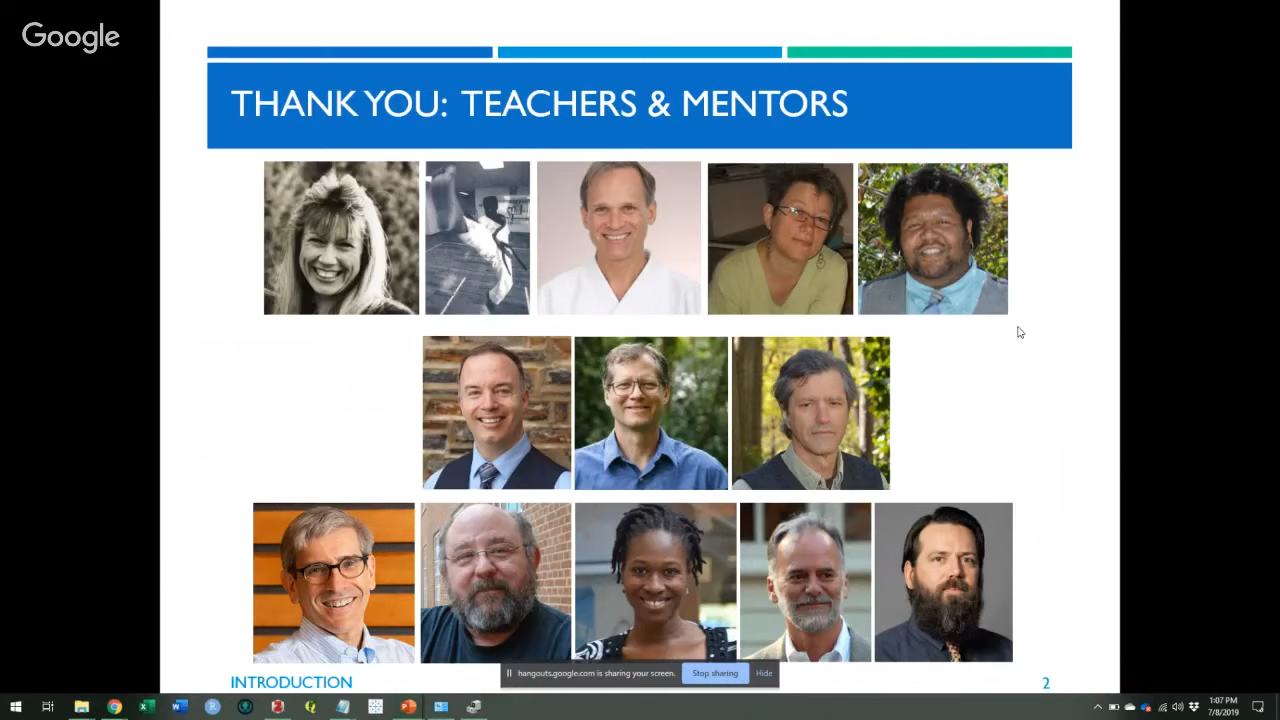 Google
THANK YOU: TEACHERS & MENTORS
hangouts.google.com is sharing your screen. Stop sharing Hide
INTRODUCTION 2
1:07 PM
7/8/2019